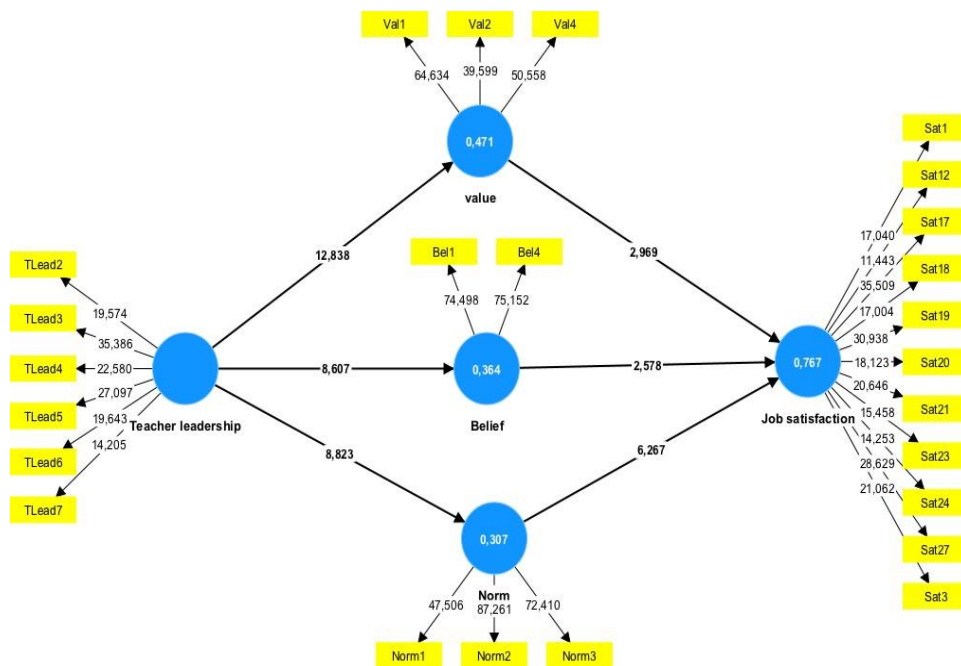 Val1 Val2 Val4
64,634 39,599 50,558
0,471
value
12,838 2,969
Bel1 Bel4
74,498 75,152
TLead2
TLead3
TLead4
TLead5
TLead6
TLead7
19,574
35,386
22,580
27,097
19,643
14,205
Teacher leadership
8,607
0,364
Belief
2,578
8,823
6,267
0,307
Norm
47,506 87,261 72,410
Norm1 Norm2 Norm3
0,767
Job satisfaction
17,040
11,443
35,509
17,004
30,938
18,123
20,646
15,458
14,253
28,629
21,062
Sat1
Sat12
Sat17
Sat18
Sat19
Sat20
Sat21
Sat23
Sat24
Sat27
Sat3